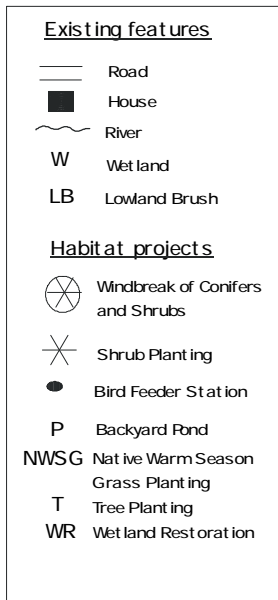 Existing features
Road
House
River
W Wetland
LB Lowland Brush
Habitat projects
Windbreak of Conifers
and Shrubs
Shrub Planting
Bird Feeder Station
P Backyard Pond
NWSG Native Warm Season
Grass Planting
T Tree Planting
WR Wetland Restoration